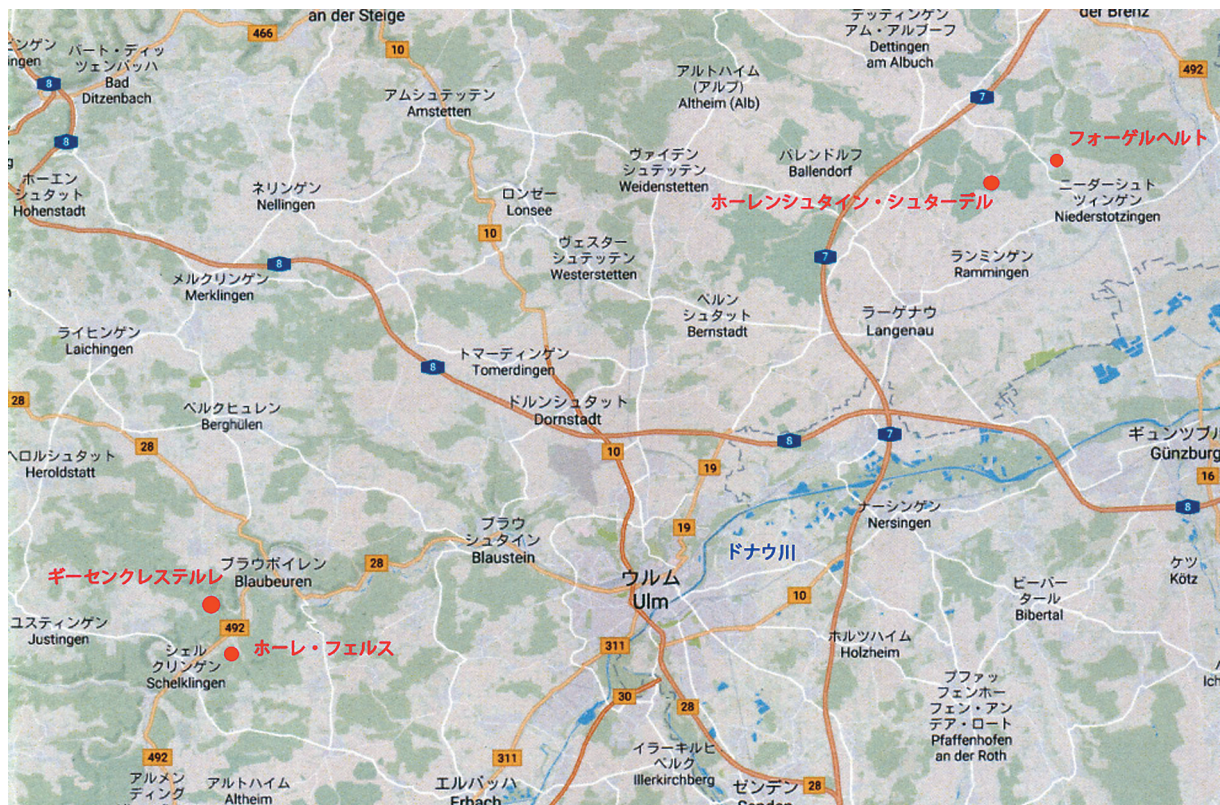 an der Steige
466
10
バート・ディッ
ツェンバッハ
Bad
Ditzenbach
8
8
アムシュテッテン
Amstetten
アルトハイム
(アルプ)
Altheim (Alb)
テッティンゲン
アム・アルブーフ
Dettingen
am Albuch
der Brenz
492
7
フォーゲルヘルト
ホーレンシュタイン・シュターデル
ニーダーシュト
ツィンゲン
Niederstotzingen
バレンドルフ
Ballendorf
ヴァイデン
シュテッテン
Weidenstetten
ホーエン
シュタット
Hohenstadt
ネリンゲン
Nellingen
ロンゼー
Lonsee
10
ヴェスター
シュテッテン
Westerstetten
7
ランミンゲン
Rammingen
8
メルクリンゲン
Merklingen
ベルン
シュタット
Bernstadt
ラーゲナウ
Langenau
ライヒンゲン
Laichingen
トマーディンゲン
Tomerdingen
8
28
ベルクヒュレン
Berghülen
ドルンシュタット
Dornstadt
28
ヘロルシュタット
Heroldstatt
10
19
8
7
Günzburg
16
8
ナーシンゲン
Nersingen
19
ブラウ
シュタイン
Blaustein
ドナウ川
ギーセンクレステルレ
ブラウボイレン
Blaubeuren
28
ウルム
Ulm
10
ビーバー
タール
Bibertal
ケツ
Kötz
ユスティンゲン
Justingen
492
ホーレ・フェルス
シェル
クリンゲン
Schelklingen
311
ホルツハイム
Holzheim
30
28
プファッ
フェンホー
フェン・アン
デア・ロート
Pfaffenhofen
an der Roth
492
アルメン
ディング
アルトハイム
Altheim
311
エルバッハ
Erbach
イラーキルヒ
ベルク
Illerkirchberg
ゼンデン
28